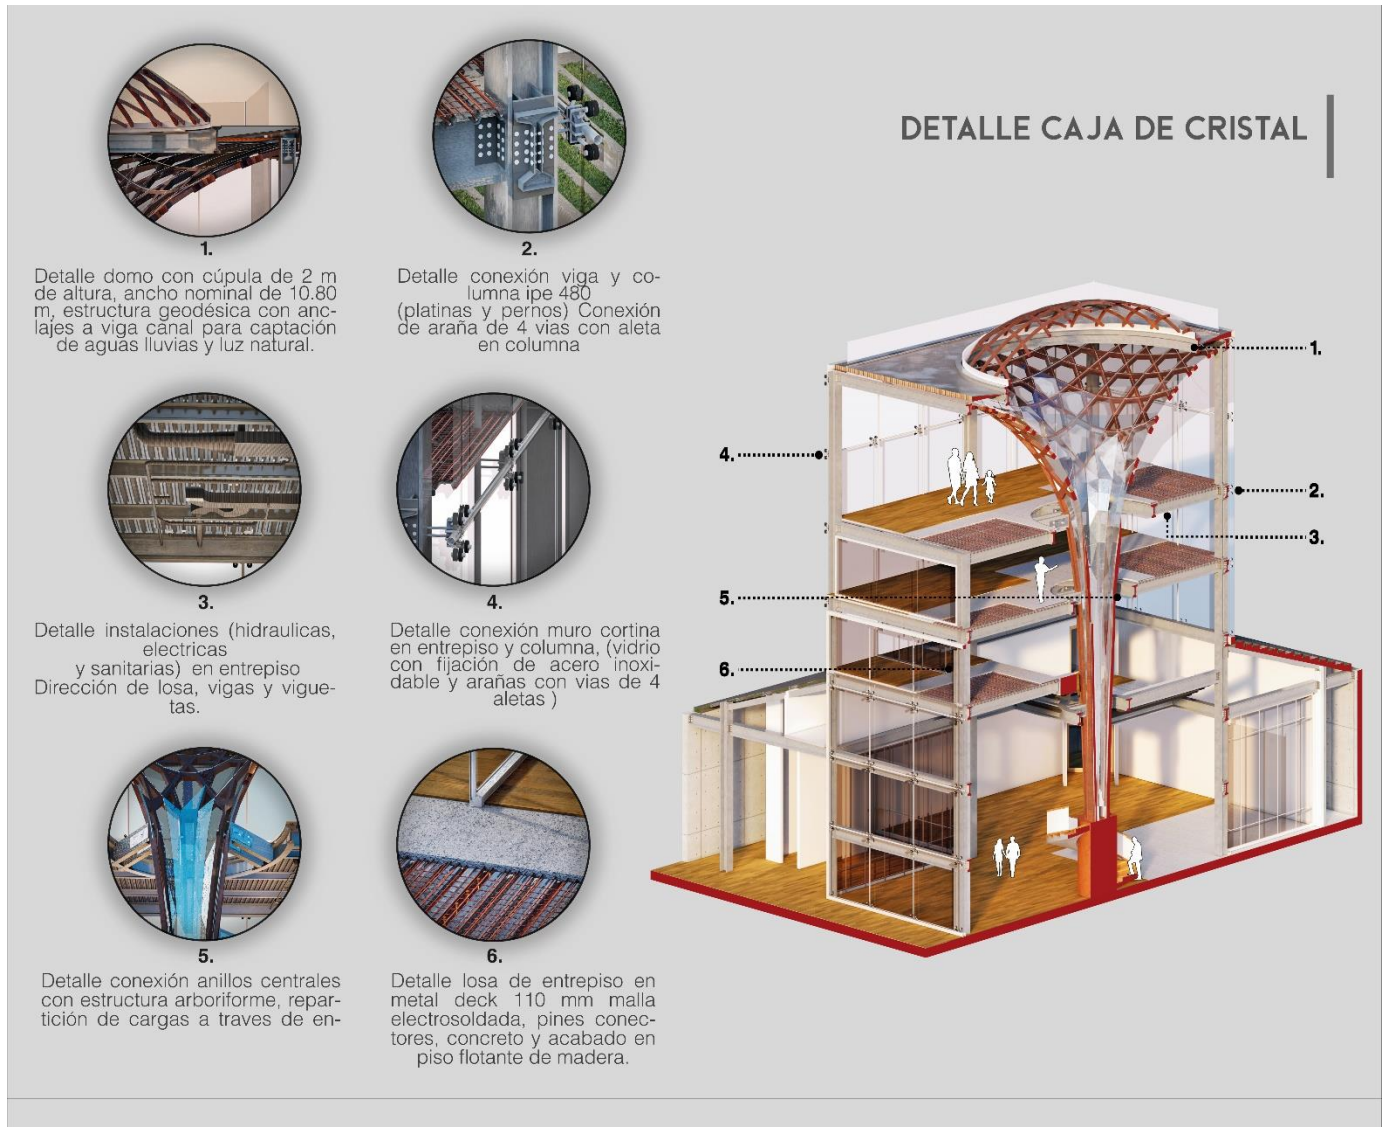 DETALLE CAJA DE CRISTAL
1.
Detalle domo con cúpula de 2 m
de altura, ancho nominal de 10.80
m, estructura geodésica con anc-
lajes a viga canal para captación
de aguas lluvias y luz natural.
2.
Detalle conexión viga y co-
lumna ipe 480
(platinas y pernos) Conexión
de araña de 4 vias con aleta
en columna
3.
Detalle instalaciones (hidraulicas,
electricas
y sanitarias) en entrepiso
Dirección de losa, vigas y vigue-
tas.
4.
Detalle conexión muro cortina
en entrepiso y columna, (vidrio
con fijación de acero inoxi-
dable y arañas con vias de 4
aletas )
5.
Detalle conexión anillos centrales
con estructura arboriforme, repar-
tición de cargas a traves de en-
6.
Detalle losa de entrepiso en
metal deck 110 mm malla
electrosoldada, pines conec-
tores, concreto y acabado en
piso flotante de madera.
1.
4.
2.
3.
5.
6.